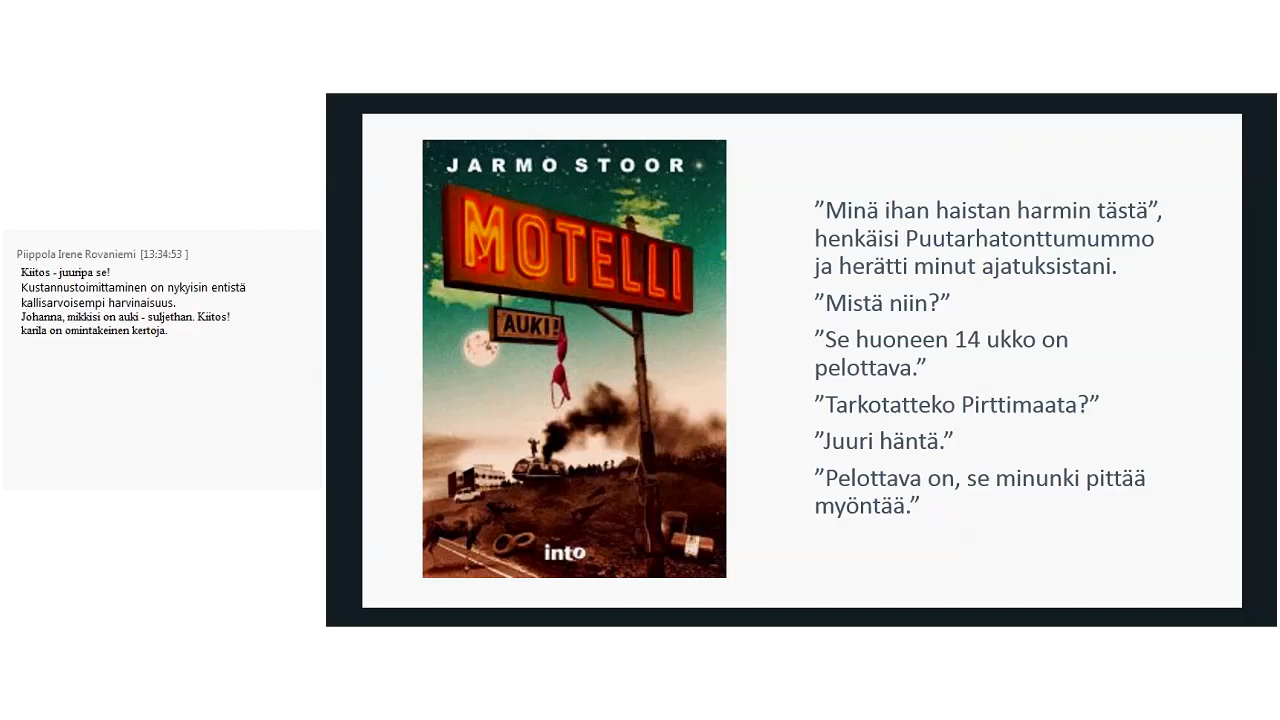 Piippola Irene Rovaniemi [13:34:53 ]
Kiitos - juuripa se!
Kustannustoimittaminen on nykyisin entistä
kallisarvoisempi harvinaisuus.
Johanna, mikkisi on auki - suljethan. Kiitos!
karila on omintakeinen kertoja.
JARMO STOOR
MOTELLI
AUKI!
into
”Minä ihan haistan harmin tästä”,
henkäisi Puutarhatonttumummo
ja herätti minut ajatuksistani.
”Mistä niin?”
”Se huoneen 14 ukko on
pelottava.”
”Tarkotatteko Pirttimaata?”
”Juuri häntä.”
”Pelottava on, se minunki pittää
myöntää.”